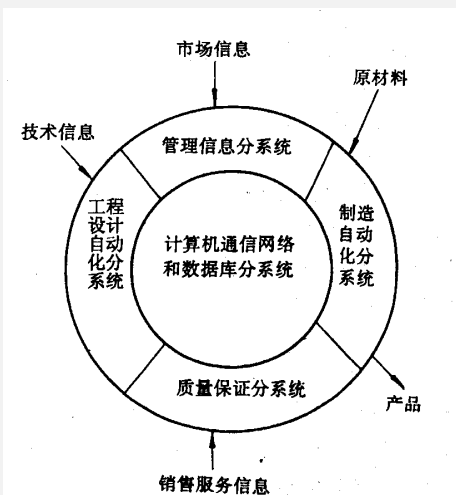 市场信息
原材料
技术信息
管理信息分系统
工程
设计
自动
化分
系统
计算机通信网络
和数据库分系统
制造
自动
化分
系统
质量保证分系统
产品
销售服务信息